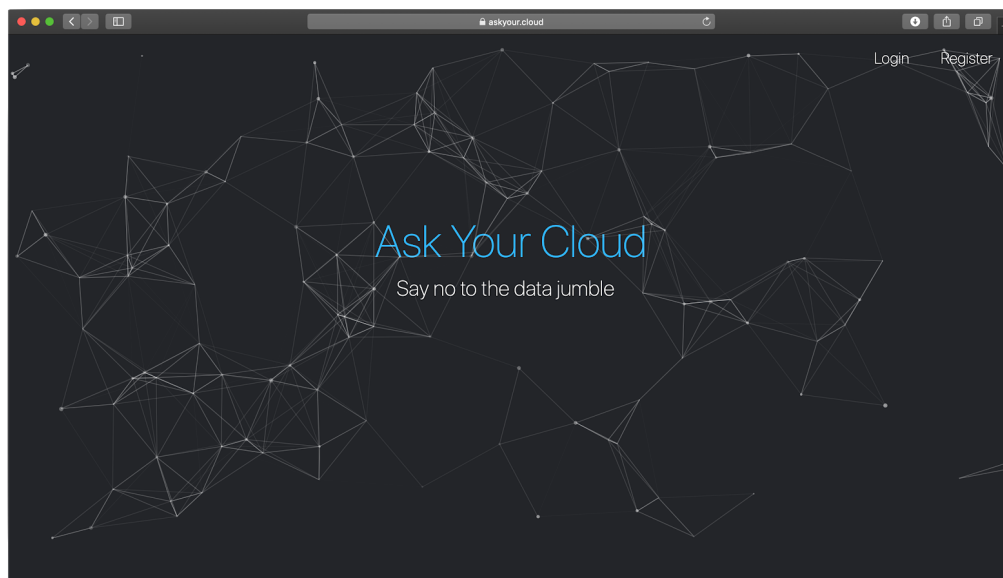 askyour.cloud
Login Register
Ask Your Cloud
Say no to the data jumble